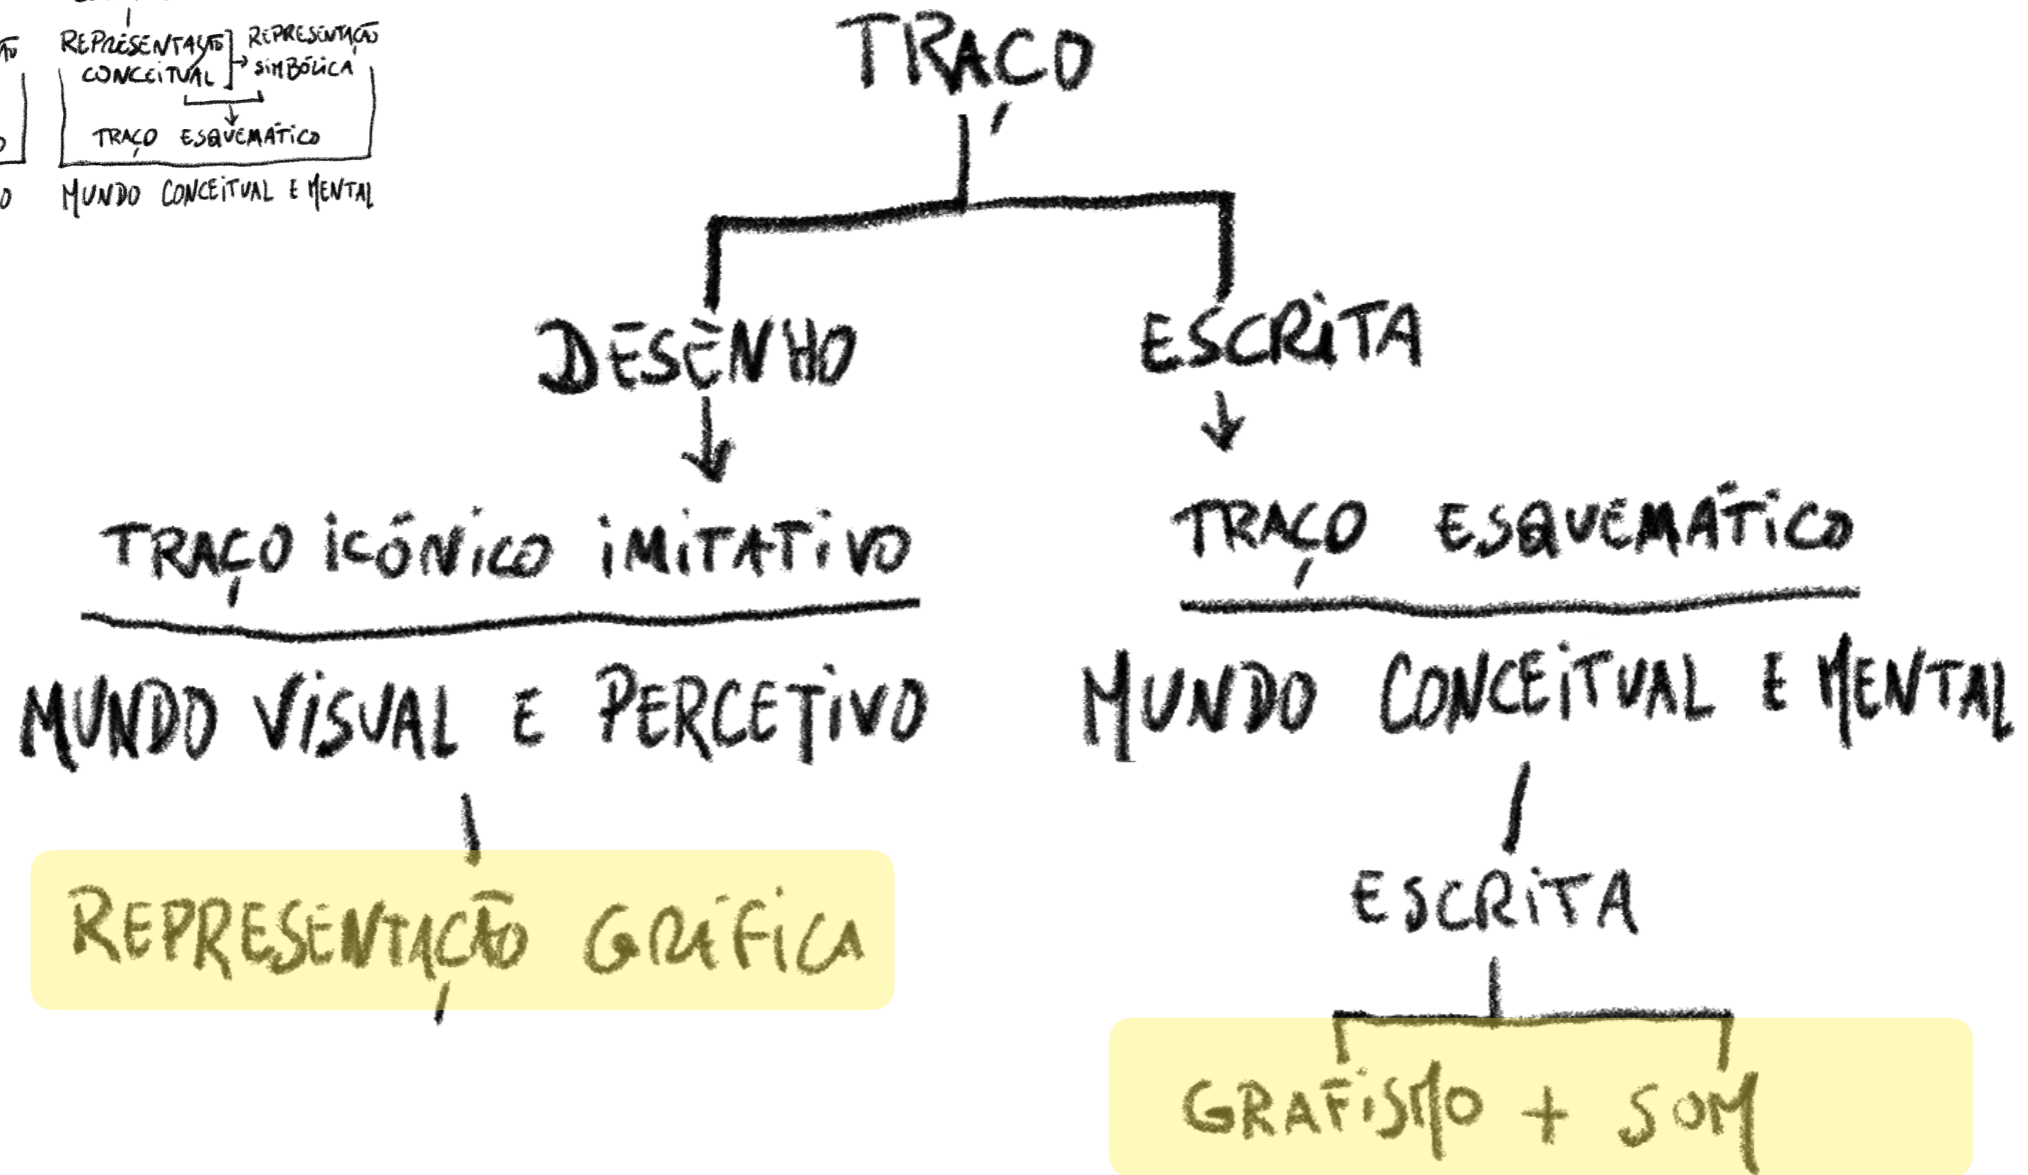 REPRESENTAÇÃO
CONCEITUAL
REPRESENTAÇÃO
SIMBÓLICA
TRAÇO ESQUEMÁTICO
MUNDO CONCEITUAL E MENTAL
TRAÇO
DESENHO
ESCRITA
TRAÇO ICÓNICO IMITATIVO
TRAÇO ESQUEMÁTICO
MUNDO VISUAL E PERCETIVO
MUNDO CONCEITUAL E MENTAL
REPRESENTAÇÃO GRÁFICA
ESCRITA
GRAFISMO + SOM